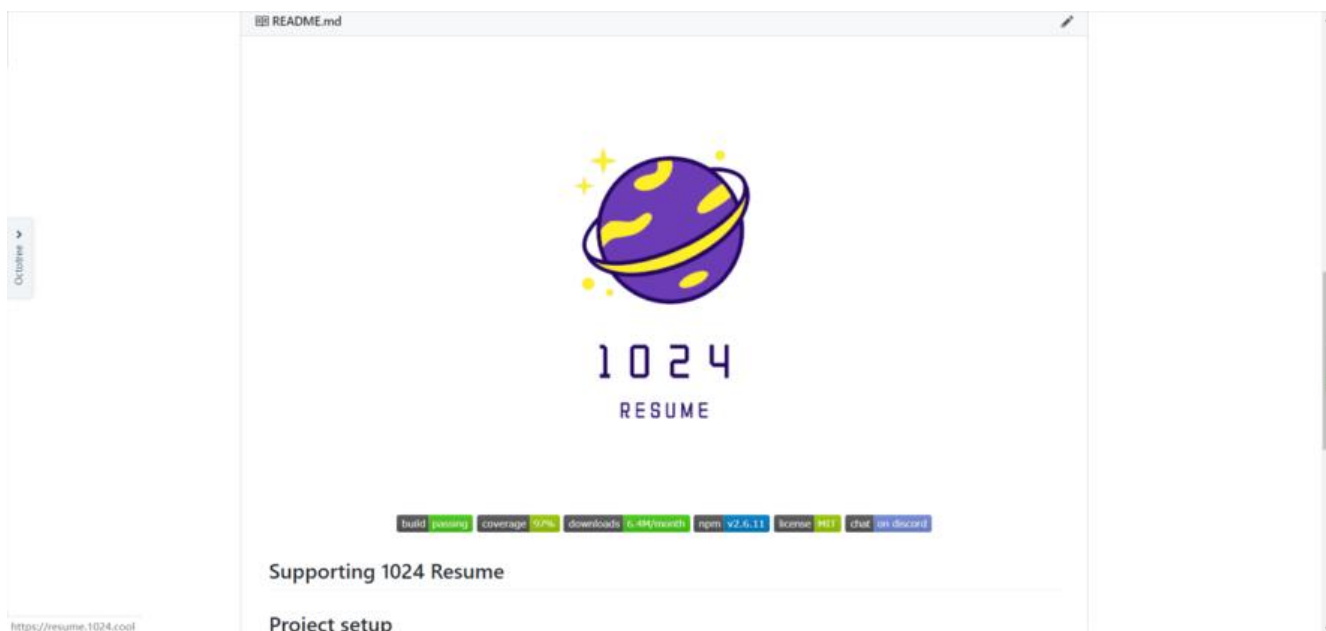 README.md
Octotree
1024
RESUME
build passing coverage 97% downloads 6.4M/month npm v2.6.11 license MIT chat on discord
Supporting 1024 Resume
Project setup
https://resume.1024.cool